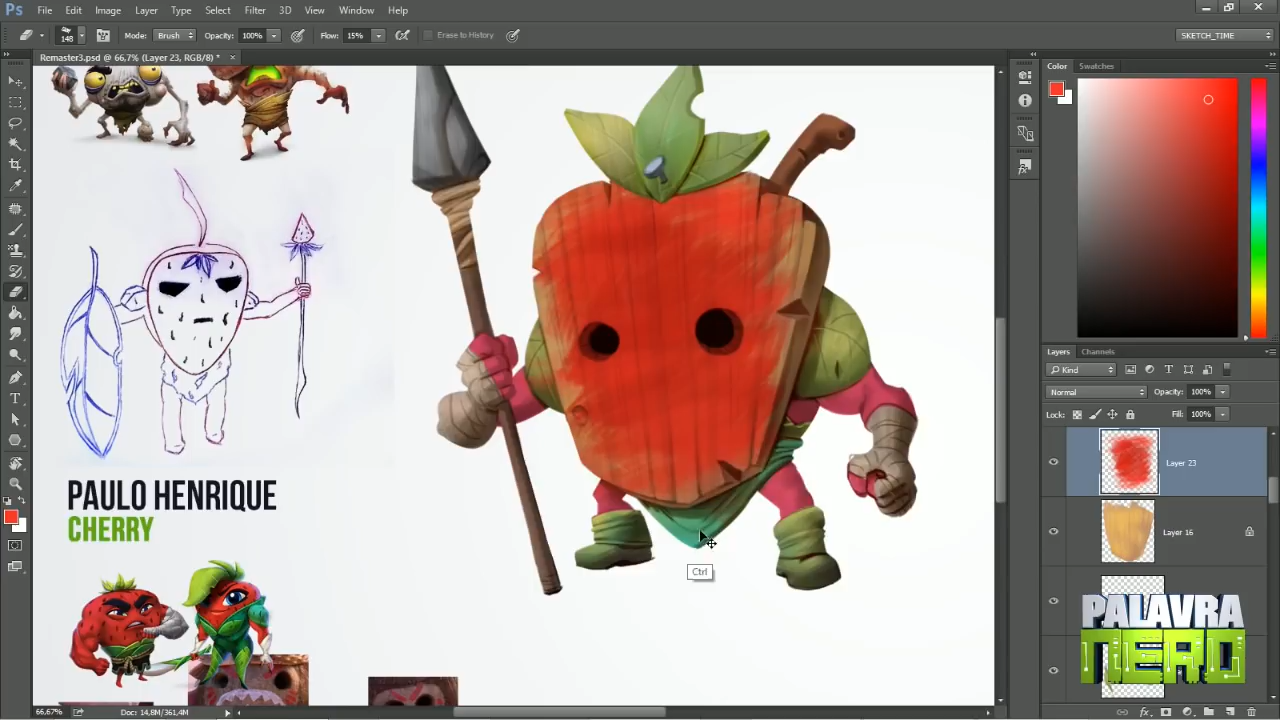 Ps File Edit Image Layer Type Select Filter 3D View Window Help
148 Mode: Brush Opacity: 100% Flow: 15% Erase to History SKETCH_TIME
Remaster3.psd @ 66,7% (Layer 23, RGB/8) *
Color Swatches
Layers Channels
Kind
Normal Opacity: 100%
Lock: Fill: 100%
Layer 23
Layer 16
PAULO HENRIQUE
CHERRY
Ctrl
PALAVRA
NERD
66,67% Doc: 14,8M/361,4M